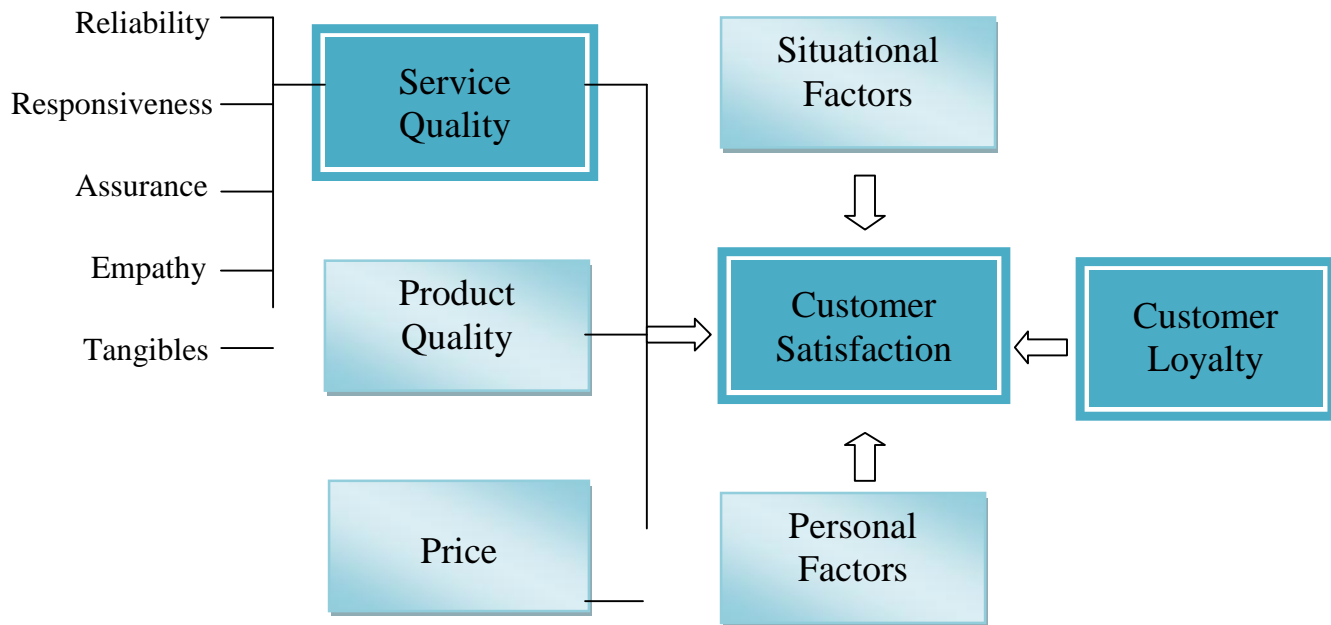 Reliability
Responsiveness
Assurance
Empathy
Tangibles
Service
Quality
Product
Quality
Price
Situational
Factors
Customer
Satisfaction
Personal
Factors
Customer
Loyalty